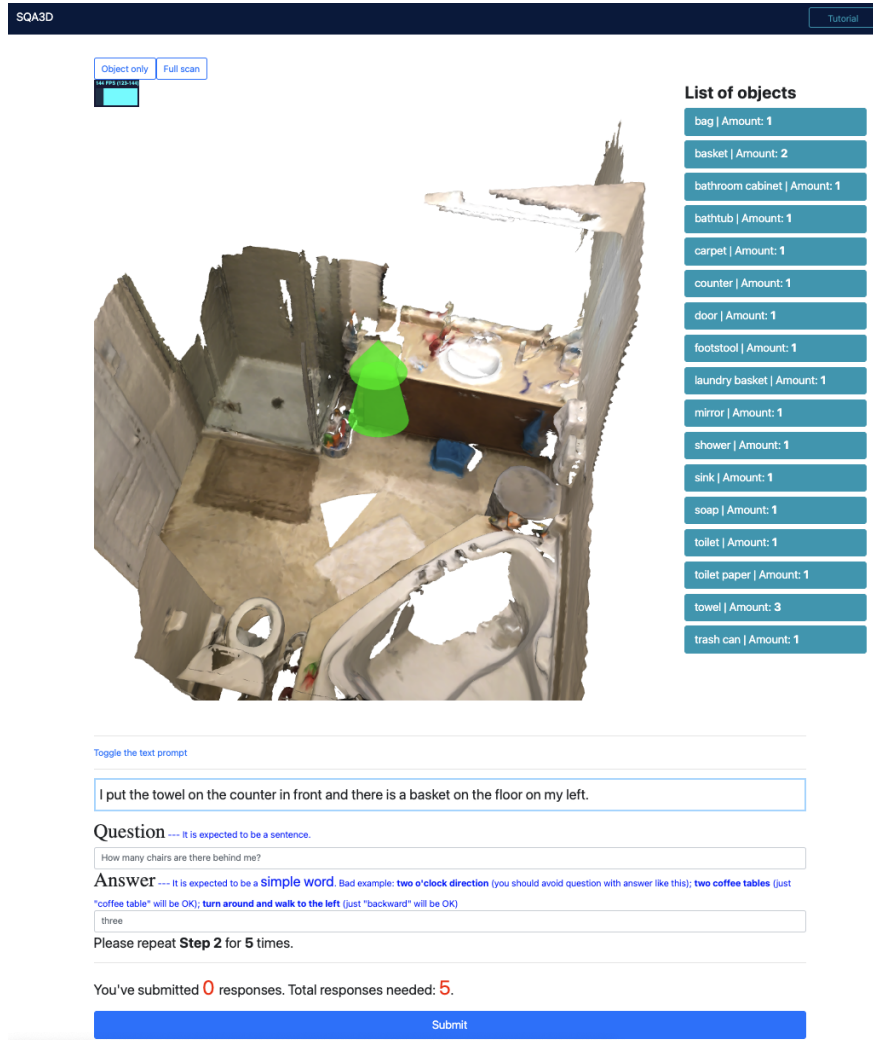 SQA3D
Tutorial
Object only
Full scan
144 FPS (123-144)
List of objects
bag | Amount: 1
basket | Amount: 2
bathroom cabinet | Amount: 1
bathtub | Amount: 1
carpet | Amount: 1
counter | Amount: 1
door | Amount: 1
footstool | Amount: 1
laundry basket | Amount: 1
mirror | Amount: 1
shower | Amount: 1
sink | Amount: 1
soap | Amount: 1
toilet | Amount: 1
toilet paper | Amount: 1
towel | Amount: 3
trash can | Amount: 1
Toggle the text prompt
I put the towel on the counter in front and there is a basket on the floor on my left.
Question --- It is expected to be a sentence.
How many chairs are there behind me?
Answer --- It is expected to be a simple word. Bad example: two o'clock direction (you should avoid question with answer like this); two coffee tables (just
"coffee table" will be OK); turn around and walk to the left (just "backward" will be OK)
three
Please repeat Step 2 for 5 times.
You've submitted 0 responses. Total responses needed: 5.
Submit